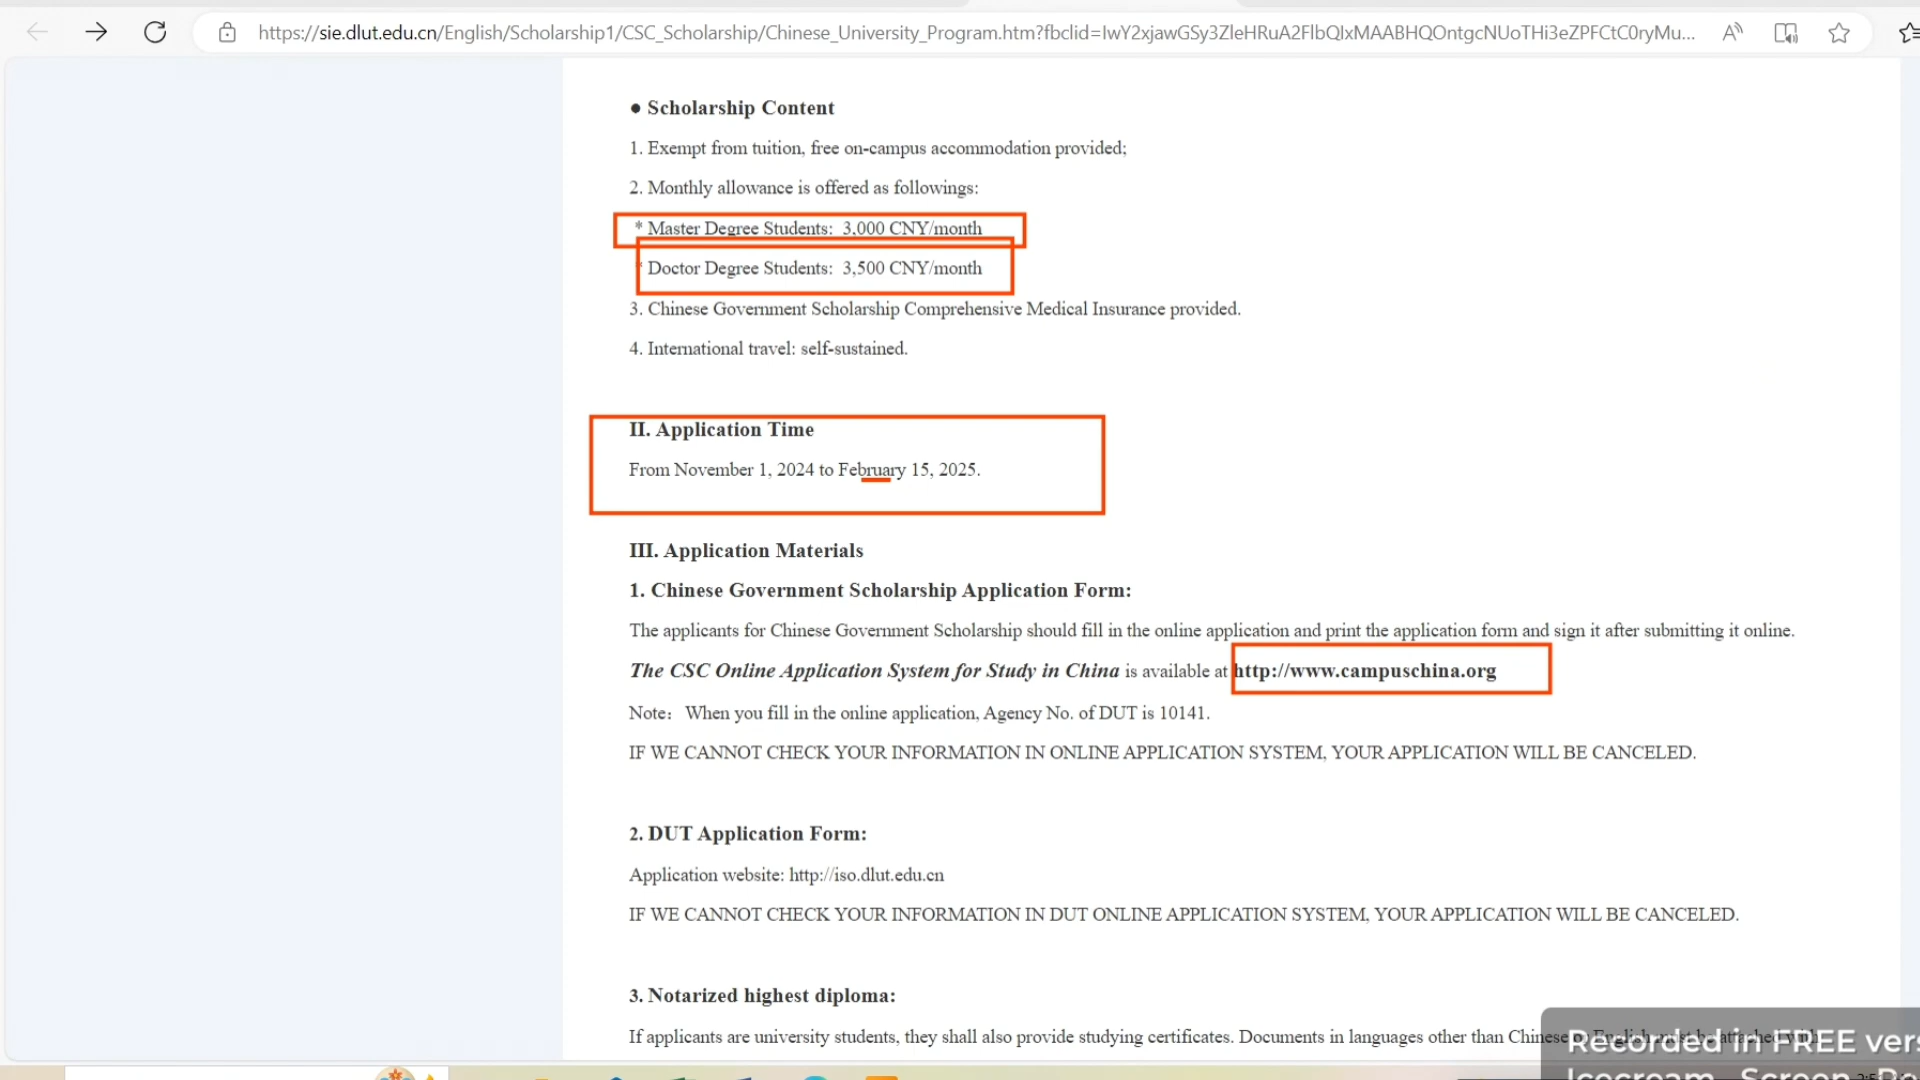 https://sie.dlut.edu.cn/English/Scholarship1/CSC_Scholarship/Chinese_University_Program.htm?fbclid=IwY2xjawGSy3ZleHRuA2FlbQIxMAABHQOntgcNUoTHi3eZPFCtC0ryMu...
● Scholarship Content
1. Exempt from tuition, free on-campus accommodation provided;
2. Monthly allowance is offered as followings:
* Master Degree Students: 3,000 CNY/month
* Doctor Degree Students: 3,500 CNY/month
3. Chinese Government Scholarship Comprehensive Medical Insurance provided.
4. International travel: self-sustained.
II. Application Time
From November 1, 2024 to February 15, 2025.
III. Application Materials
1. Chinese Government Scholarship Application Form:
The applicants for Chinese Government Scholarship should fill in the online application and print the application form and sign it after submitting it online.
The CSC Online Application System for Study in China is available at http://www.campuschina.org
Note： When you fill in the online application, Agency No. of DUT is 10141.
IF WE CANNOT CHECK YOUR INFORMATION IN ONLINE APPLICATION SYSTEM, YOUR APPLICATION WILL BE CANCELED.
2. DUT Application Form:
Application website: http://iso.dlut.edu.cn
IF WE CANNOT CHECK YOUR INFORMATION IN DUT ONLINE APPLICATION SYSTEM, YOUR APPLICATION WILL BE CANCELED.
3. Notarized highest diploma:
If applicants are university students, they shall also provide studying certificates. Documents in languages other than Chinese or English must be attached with
Recorded in FREE vers
Icecream Screen Re